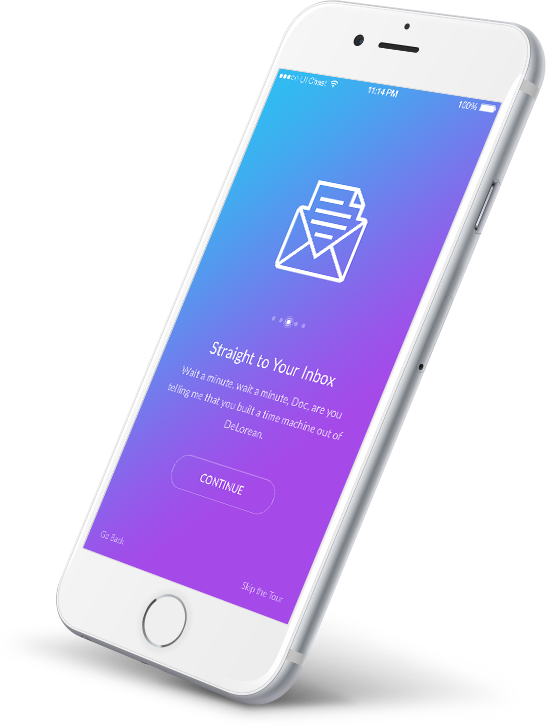 UI Chest 11:14 PM 100%
Straight to Your Inbox
Wait a minute, wait a minute, Doc, are you
telling me that you built a time machine out of
DeLorean.
CONTINUE
Go Back
Skip the Tour